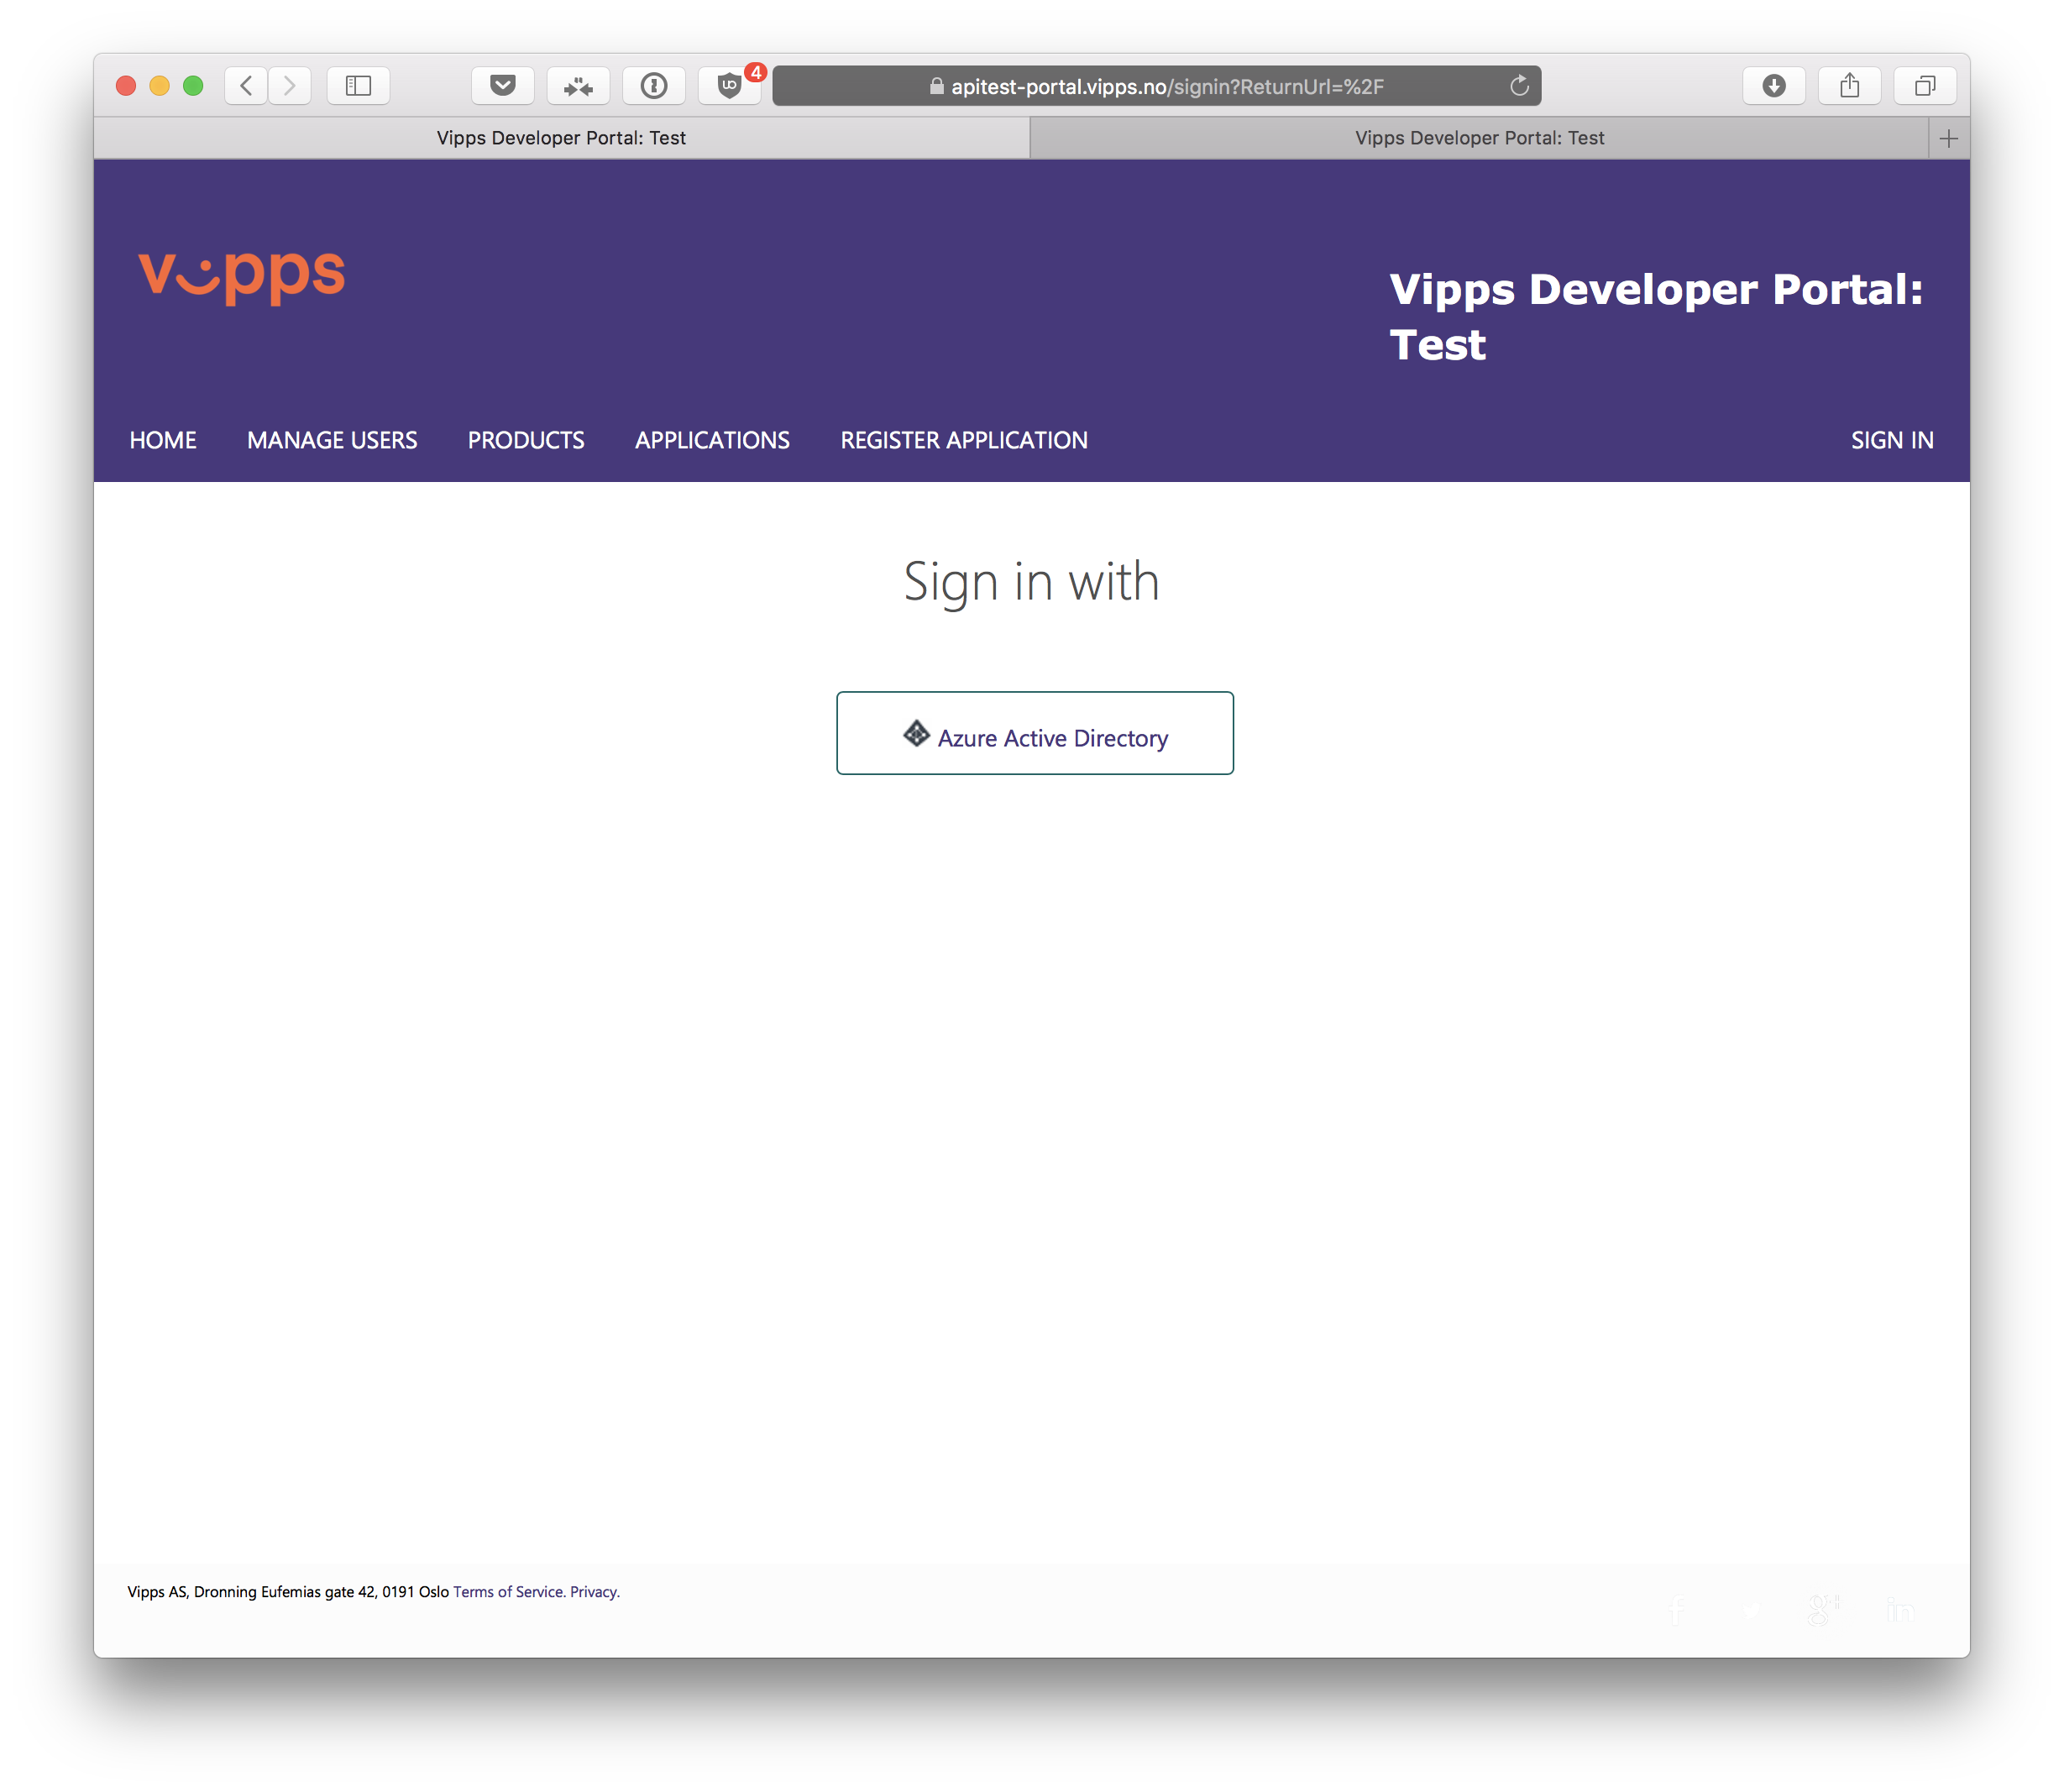 4
apitest-portal.vipps.no/signin?ReturnUrl=%2F
Vipps Developer Portal: Test
Vipps Developer Portal: Test
vipps
Vipps Developer Portal:
Test
HOME
MANAGE USERS
PRODUCTS
APPLICATIONS
REGISTER APPLICATION
SIGN IN
Sign in with
Azure Active Directory
Vipps AS, Dronning Eufemias gate 42, 0191 Oslo Terms of Service. Privacy.
f
g+
in